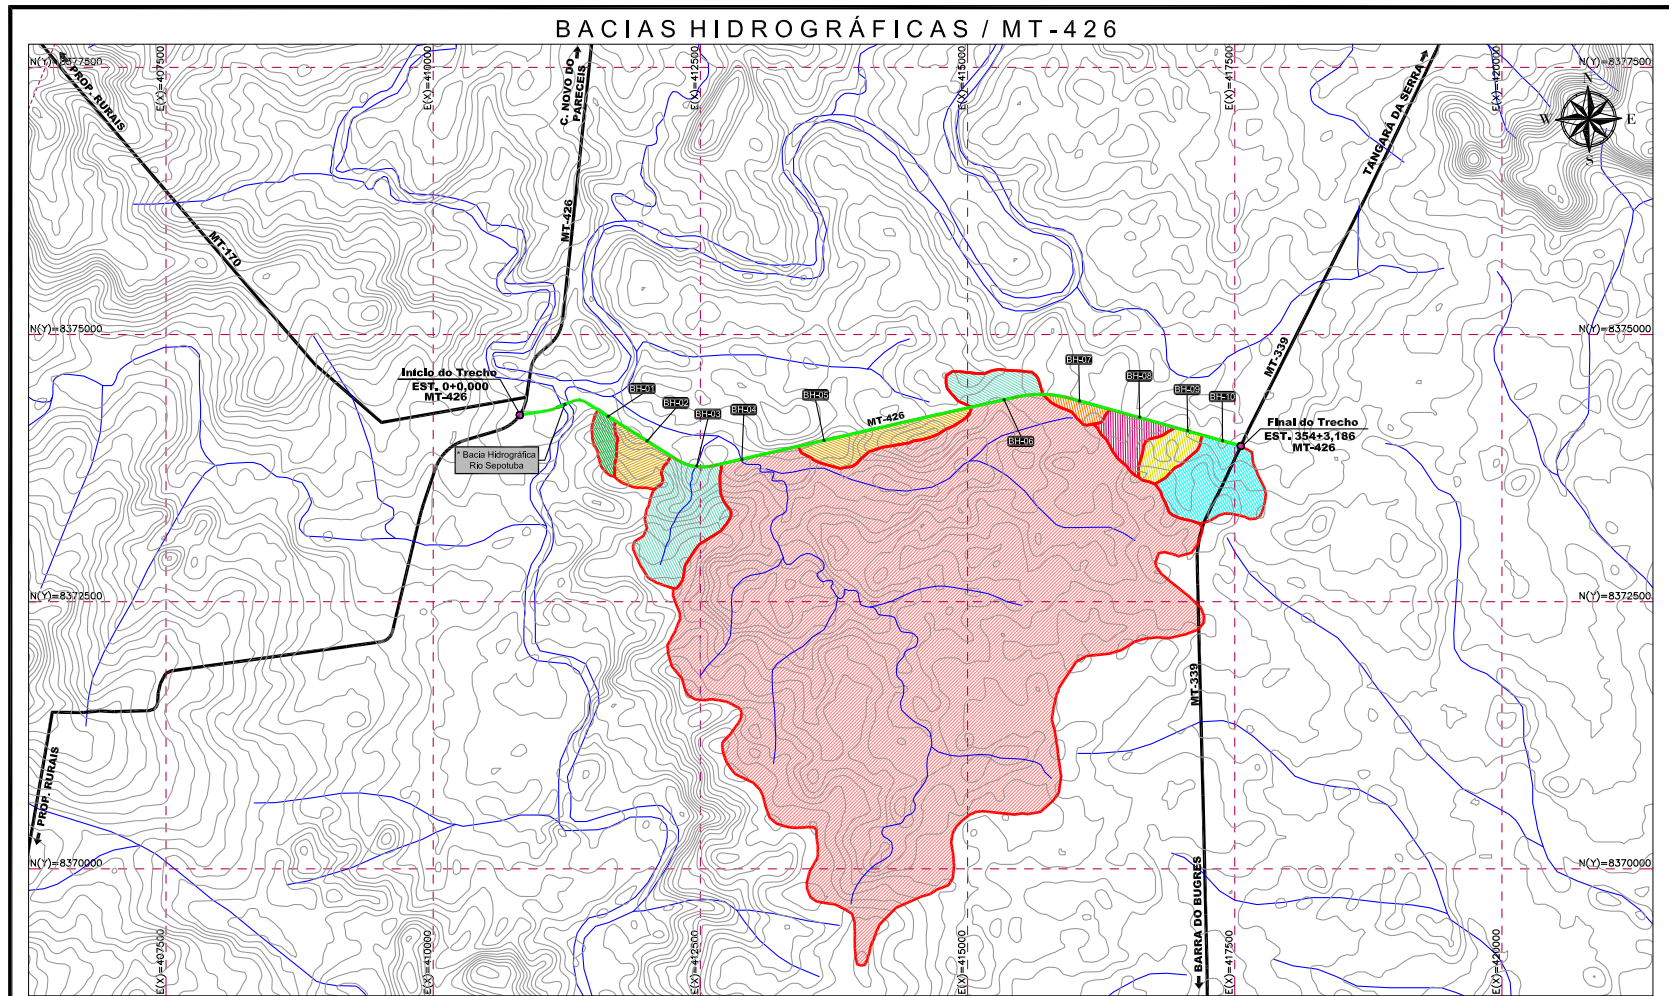 BACIAS HIDROGRÁFICAS / MT-426
N(Y)=8377500
N(Y)=8377500
E(X)=407500
E(X)=410000
E(X)=412500
E(X)=415000
E(X)=417500
E(X)=420000
PROP. RURAIS
C. NOVO DO
PARECEIS
TANGARÁ DA SERRA
N
W
E
S
MT-170
MT-426
N(Y)=8375000
N(Y)=8375000
MT-339
Início do Trecho
EST. 0+0,000
MT-426
BH-01
BH-02
BH-03
BH-04
BH-05
MT-426
BH-06
BH-07
BH-08
BH-09
BH-10
Final do Trecho
EST. 354+3,186
MT-426
* Bacia Hidrográfica
Rio Sepotuba
N(Y)=8372500
N(Y)=8372500
MT-339
PROP. RURAIS
N(Y)=8370000
N(Y)=8370000
BARRA DO BUGRES
E(X)=407500
E(X)=410000
E(X)=412500
E(X)=415000
E(X)=417500
E(X)=420000